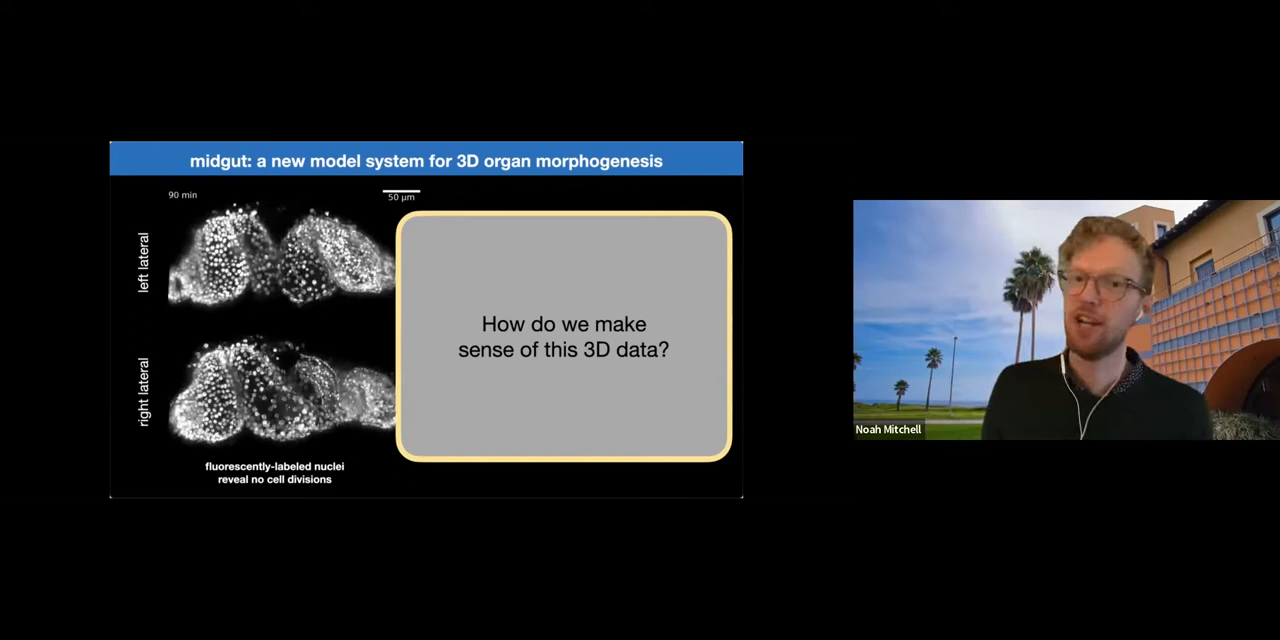 midgut: a new model system for 3D organ morphogenesis
90 min
50 µm
left lateral
right lateral
How do we make
sense of this 3D data?
fluorescently-labeled nuclei
reveal no cell divisions
Noah Mitchell